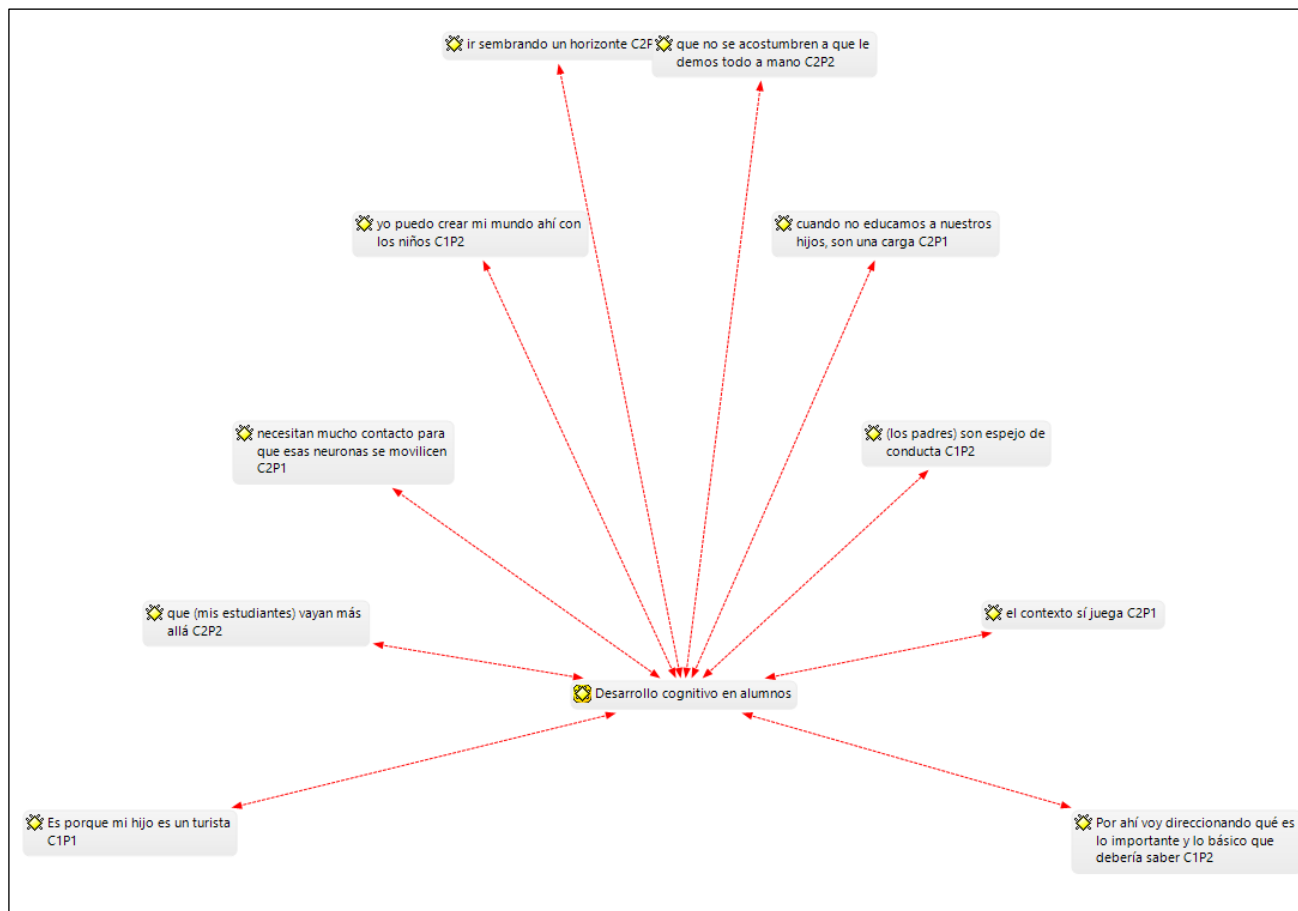 ir sembrando un horizonte
que no se acostumbren a que le
demos todo a mano C2P2
yo puedo crear mi mundo ahí con
los niños C1P2
cuando no educamos a nuestros
hijos, son una carga C2P1
necesitan mucho contacto para
que esas neuronas se movilicen
C2P1
(los padres) son espejo de
conducta C1P2
que (mis estudiantes) vayan más
allá C2P2
el contexto sí juega C2P1
Desarrollo cognitivo en alumnos
Es porque mi hijo es un turista
C1P1
Por ahí voy direccionando qué es
lo importante y lo básico que
debería saber C1P2